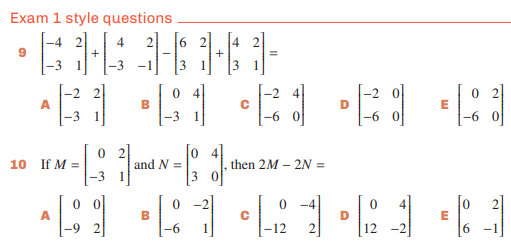 Exam 1 style questions
9 [-4 2; -3 1] + [4 2; -3 -1] - [6 2; 3 1] + [4 2; 3 1] =
A [-2 2; -3 1] B [0 4; -3 1] C [-2 4; -6 0] D [-2 0; -6 0] E [0 2; -6 0]
10 If M = [0 2; -3 1] and N = [0 4; 3 0], then 2M – 2N =
A [0 0; -9 2] B [0 -2; -6 1] C [0 -4; -12 2] D [0 4; 12 -2] E [0 2; 6 -1]